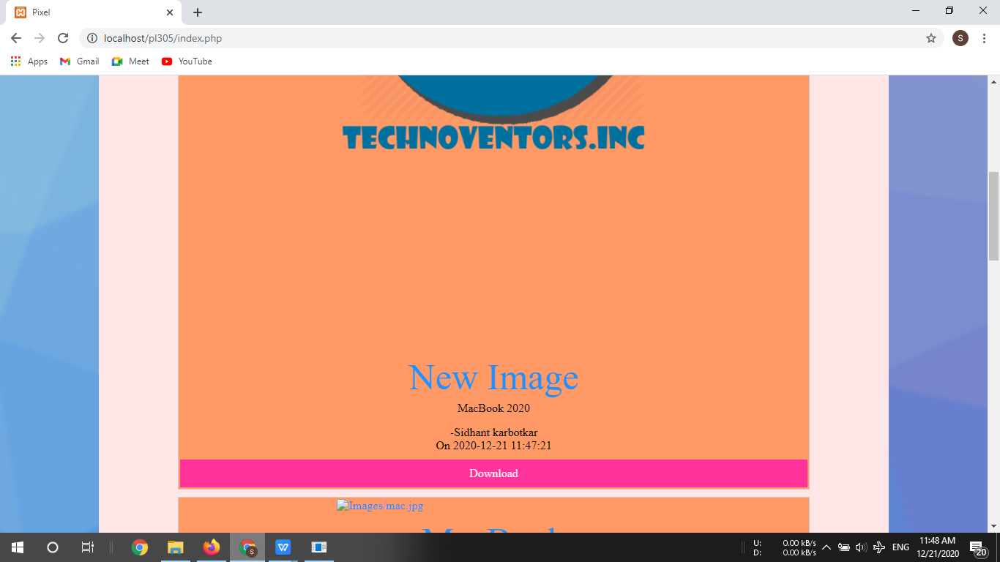 Pixel
localhost/pl305/index.php
S
Apps
Gmail
Meet
YouTube
TECHNOVENTORS.INC
New Image
MacBook 2020
-Sidhant karbotkar
On 2020-12-21 11:47:21
Download
Images/mac.jpg
S
U: 0.00 kB/s
D: 0.00 kB/s
ENG
11:48 AM
12/21/2020
20